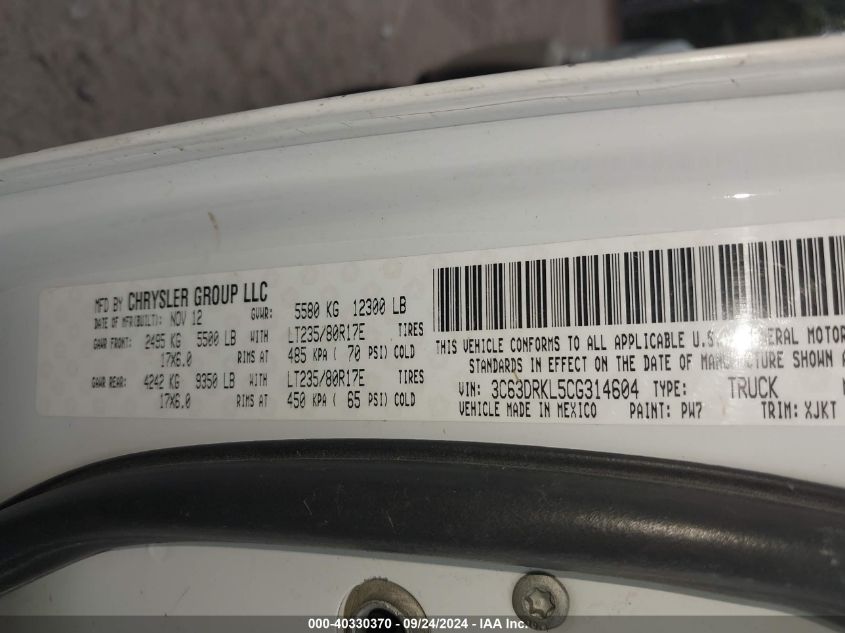 MFD BY CHRYSLER GROUP LLC
DATE OF MFR(BUILT): NOV 12 GVWR: 5580 KG 12300 LB
GAWR FRONT: 2495 KG 5500 LB WITH LT235/80R17E TIRES
17X6.0 RIMS AT 485 KPA ( 70 PSI) COLD
GAWR REAR: 4242 KG 9350 LB WITH LT235/80R17E TIRES
17X6.0 RIMS AT 450 KPA ( 65 PSI) COLD
THIS VEHICLE CONFORMS TO ALL APPLICABLE MOTOR
STANDARDS IN EFFECT ON THE DATE OF MANUFACTURE SHOWN
VIN: 3C63DRKL5CG314604 TYPE: TRUCK
VEHICLE MADE IN MEXICO PAINT: PW7 TRIM: XJKT
000-40330370 - 09/24/2024 - IAA Inc.